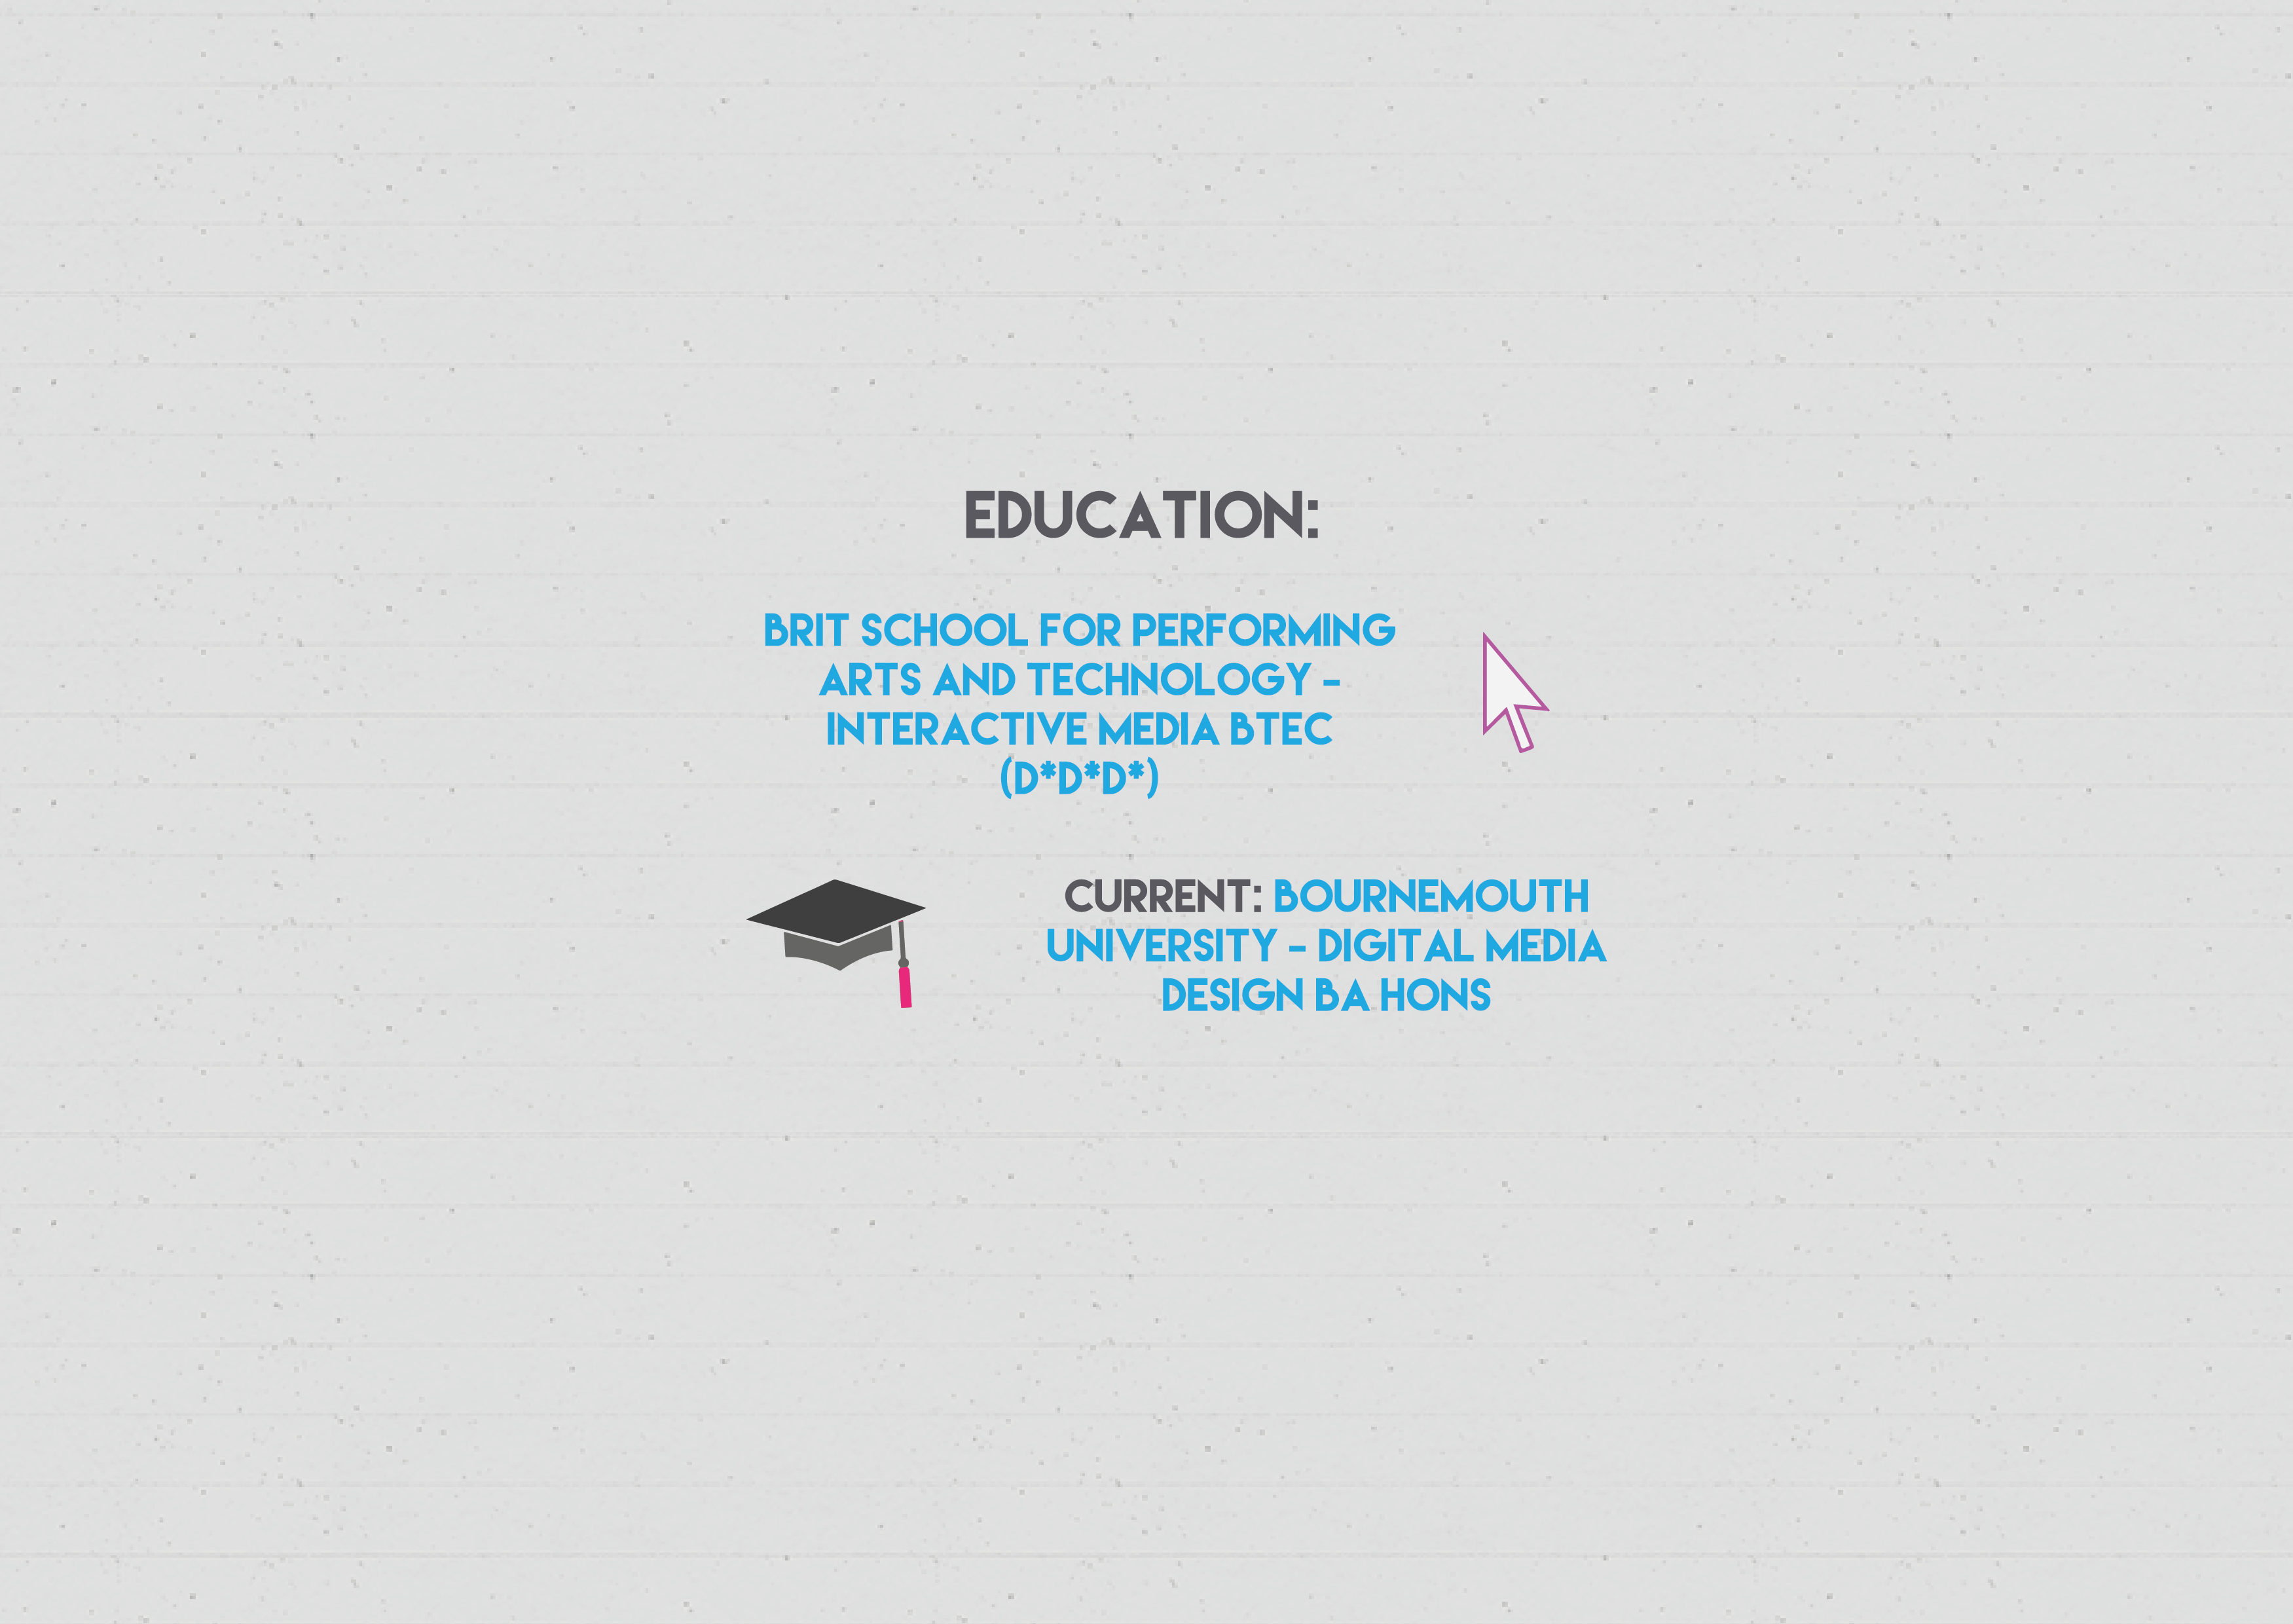 EDUCATION:
BRIT SCHOOL FOR PERFORMING
ARTS AND TECHNOLOGY -
INTERACTIVE MEDIA BTEC
(D*D*D*)
CURRENT: BOURNEMOUTH
UNIVERSITY - DIGITAL MEDIA
DESIGN BA HONS